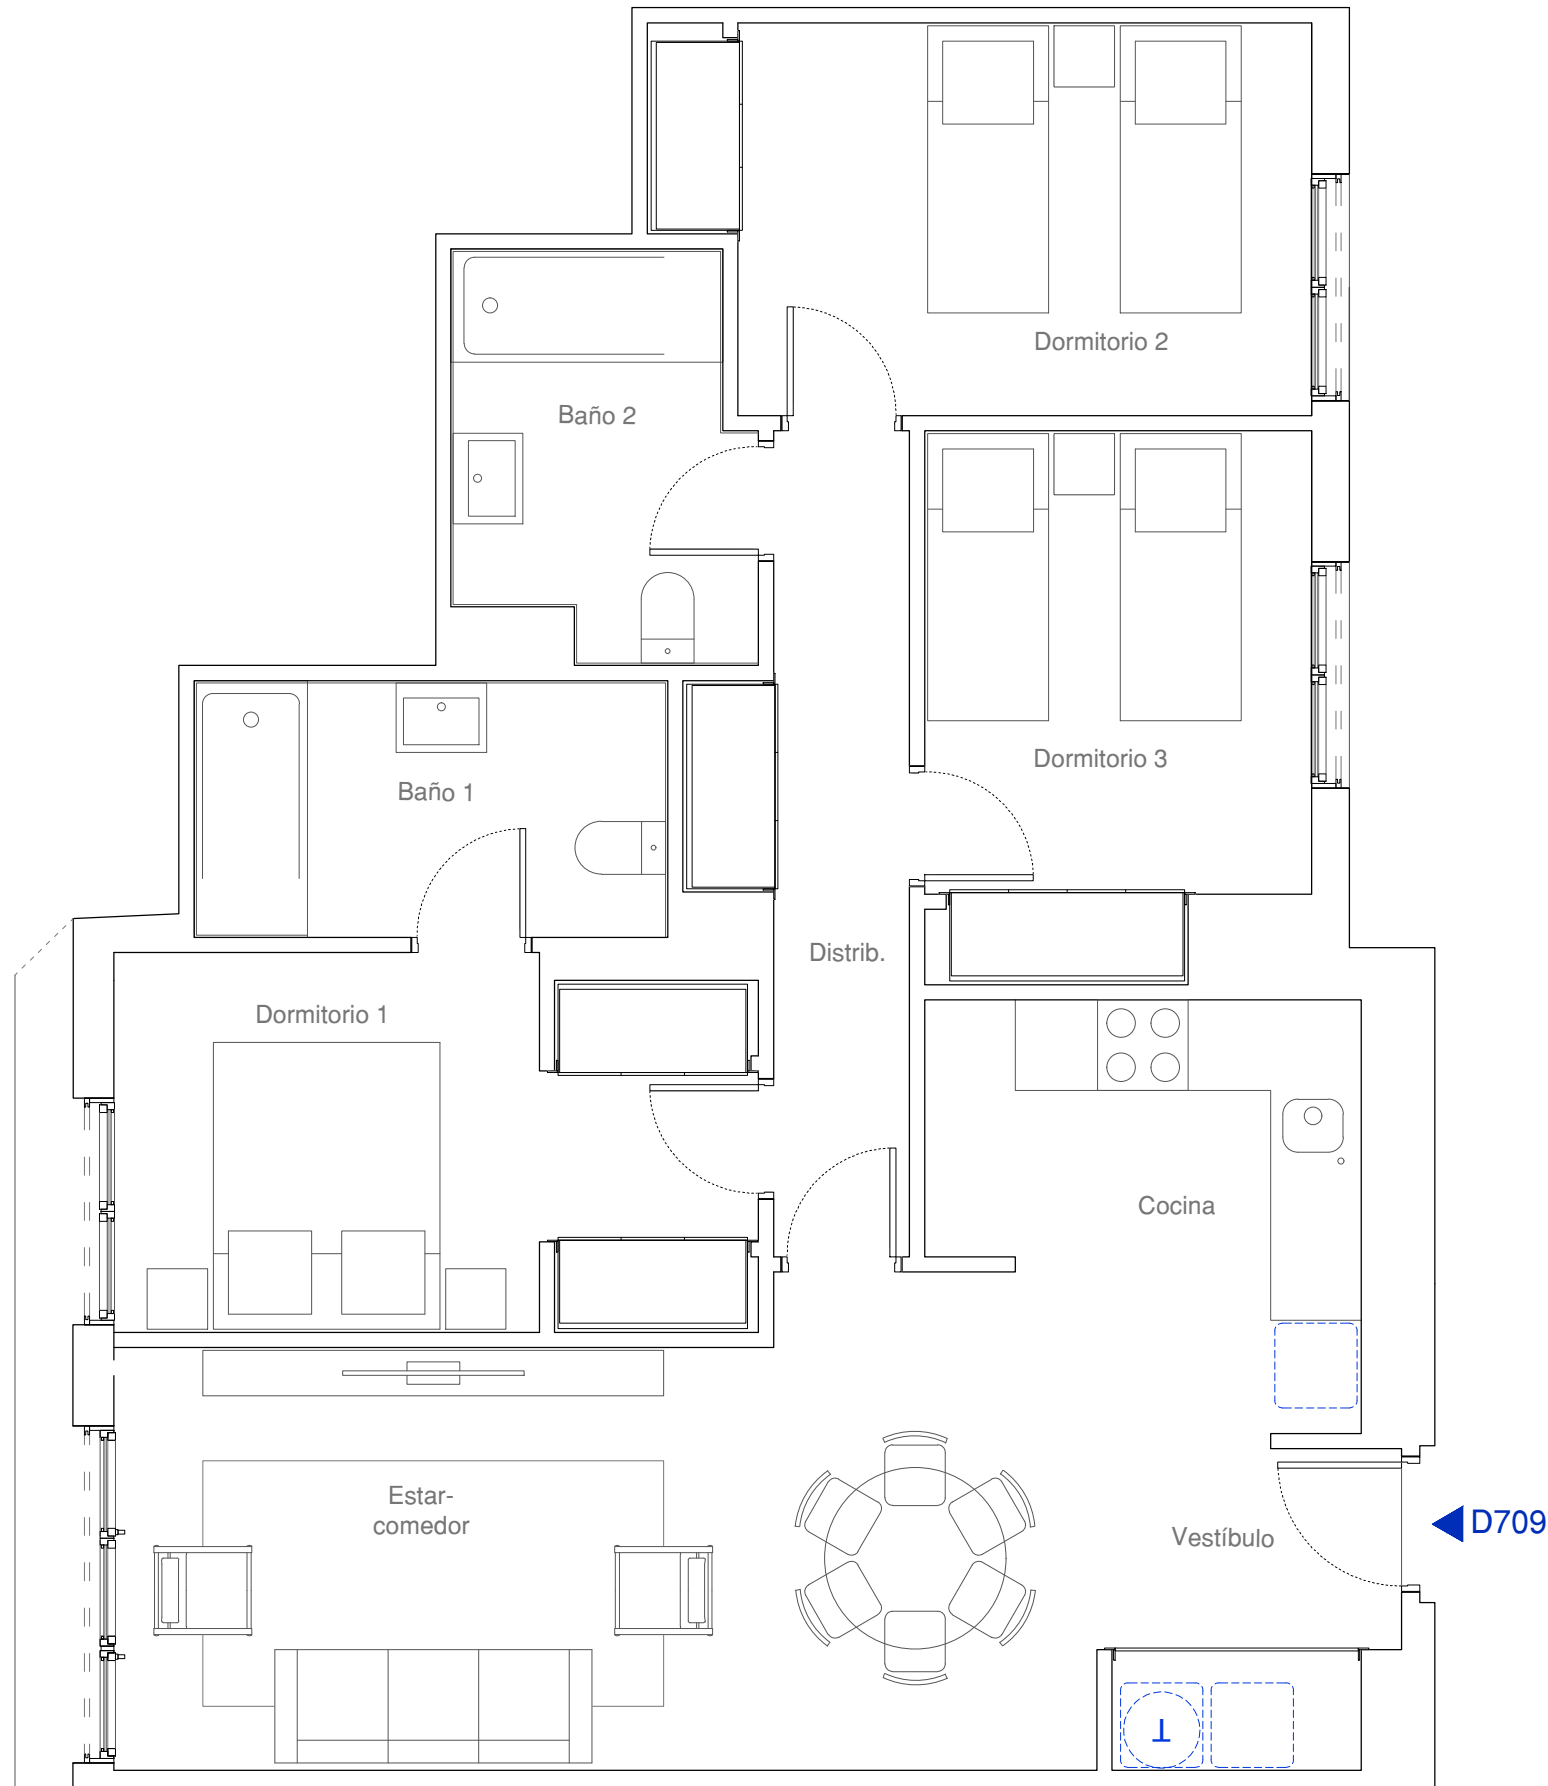 Dormitorio 2
Baño 2
Dormitorio 3
Baño 1
Distrib.
Dormitorio 1
Cocina
Estar-
comedor
Vestíbulo
D709
T